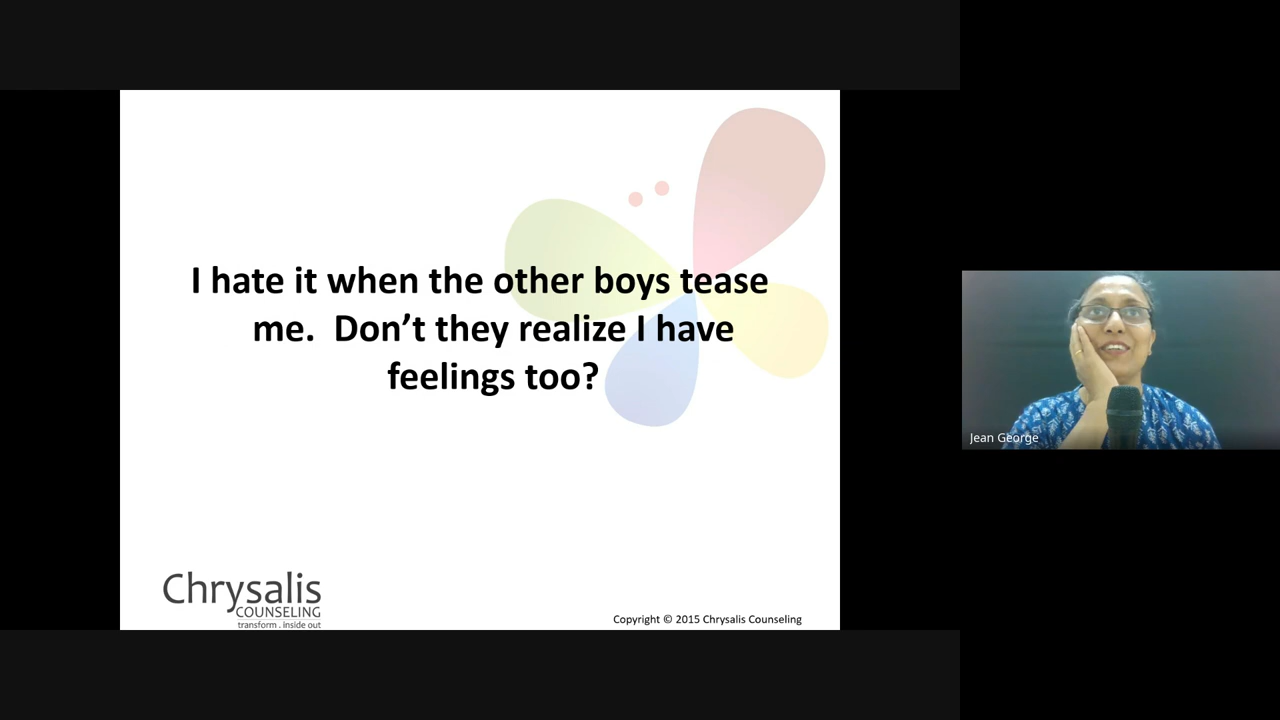 I hate it when the other boys tease
me.  Don’t they realize I have
feelings too?
Chrysalis
COUNSELING
transform . inside out
Copyright © 2015 Chrysalis Counseling
Jean George